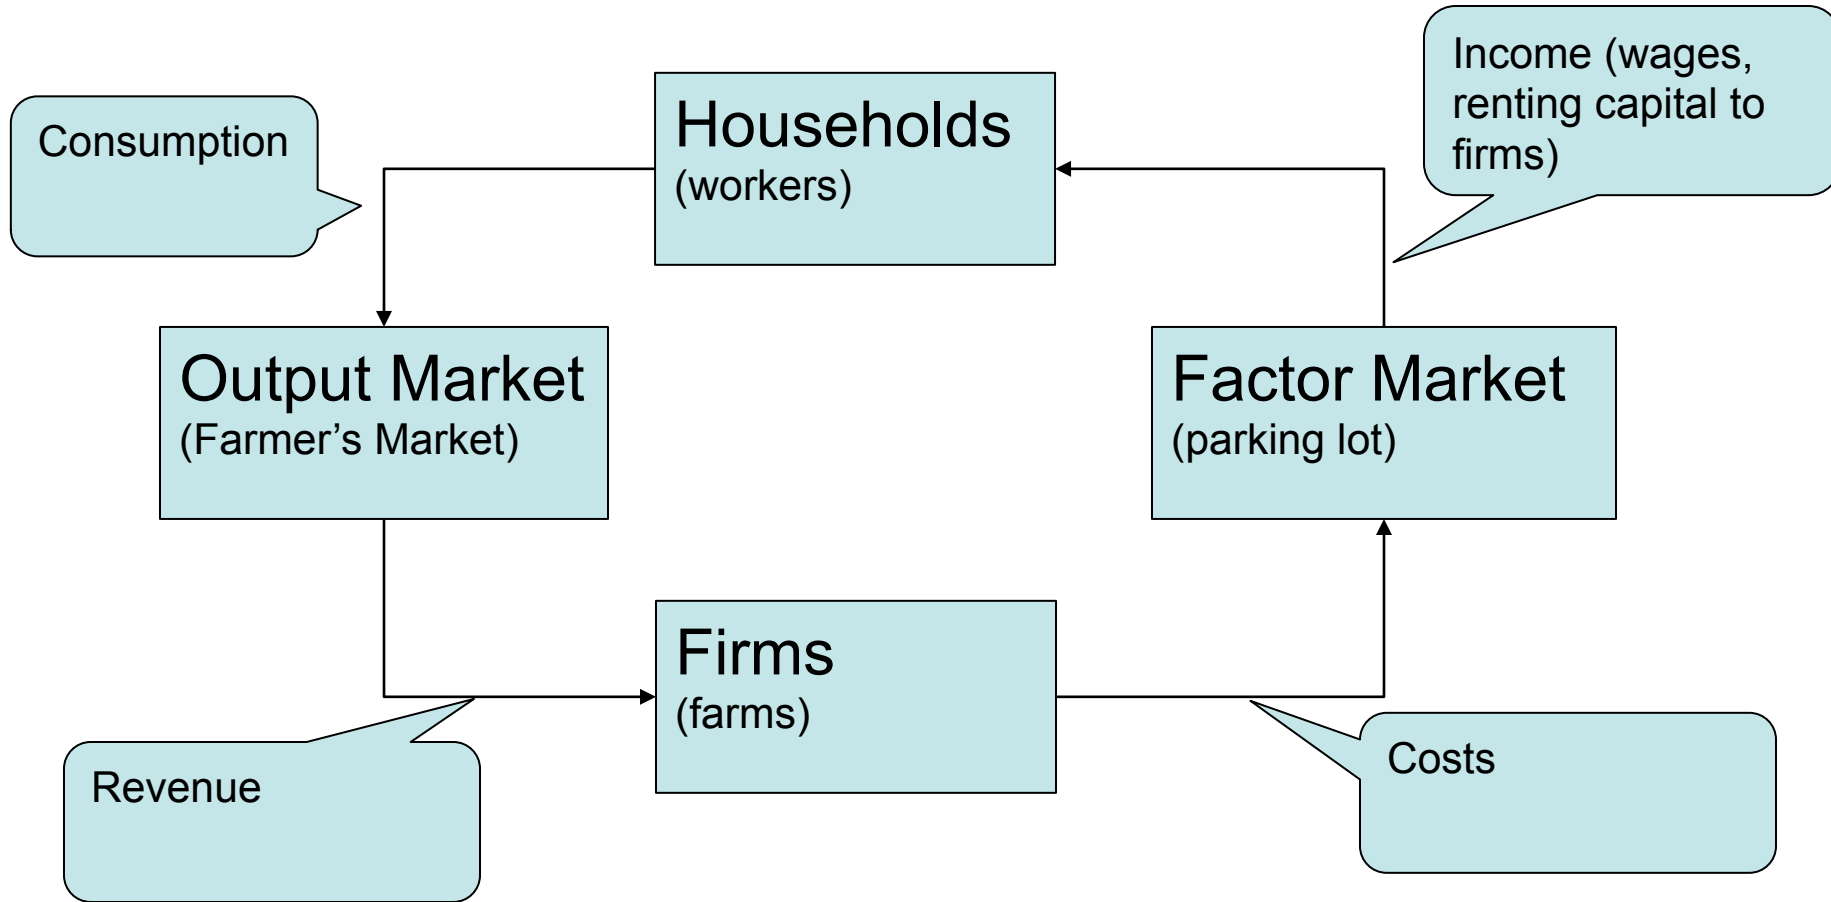 Income (wages,
renting capital to
firms)
Households
(workers)
Consumption
Output Market
(Farmer’s Market)
Factor Market
(parking lot)
Firms
(farms)
Revenue
Costs